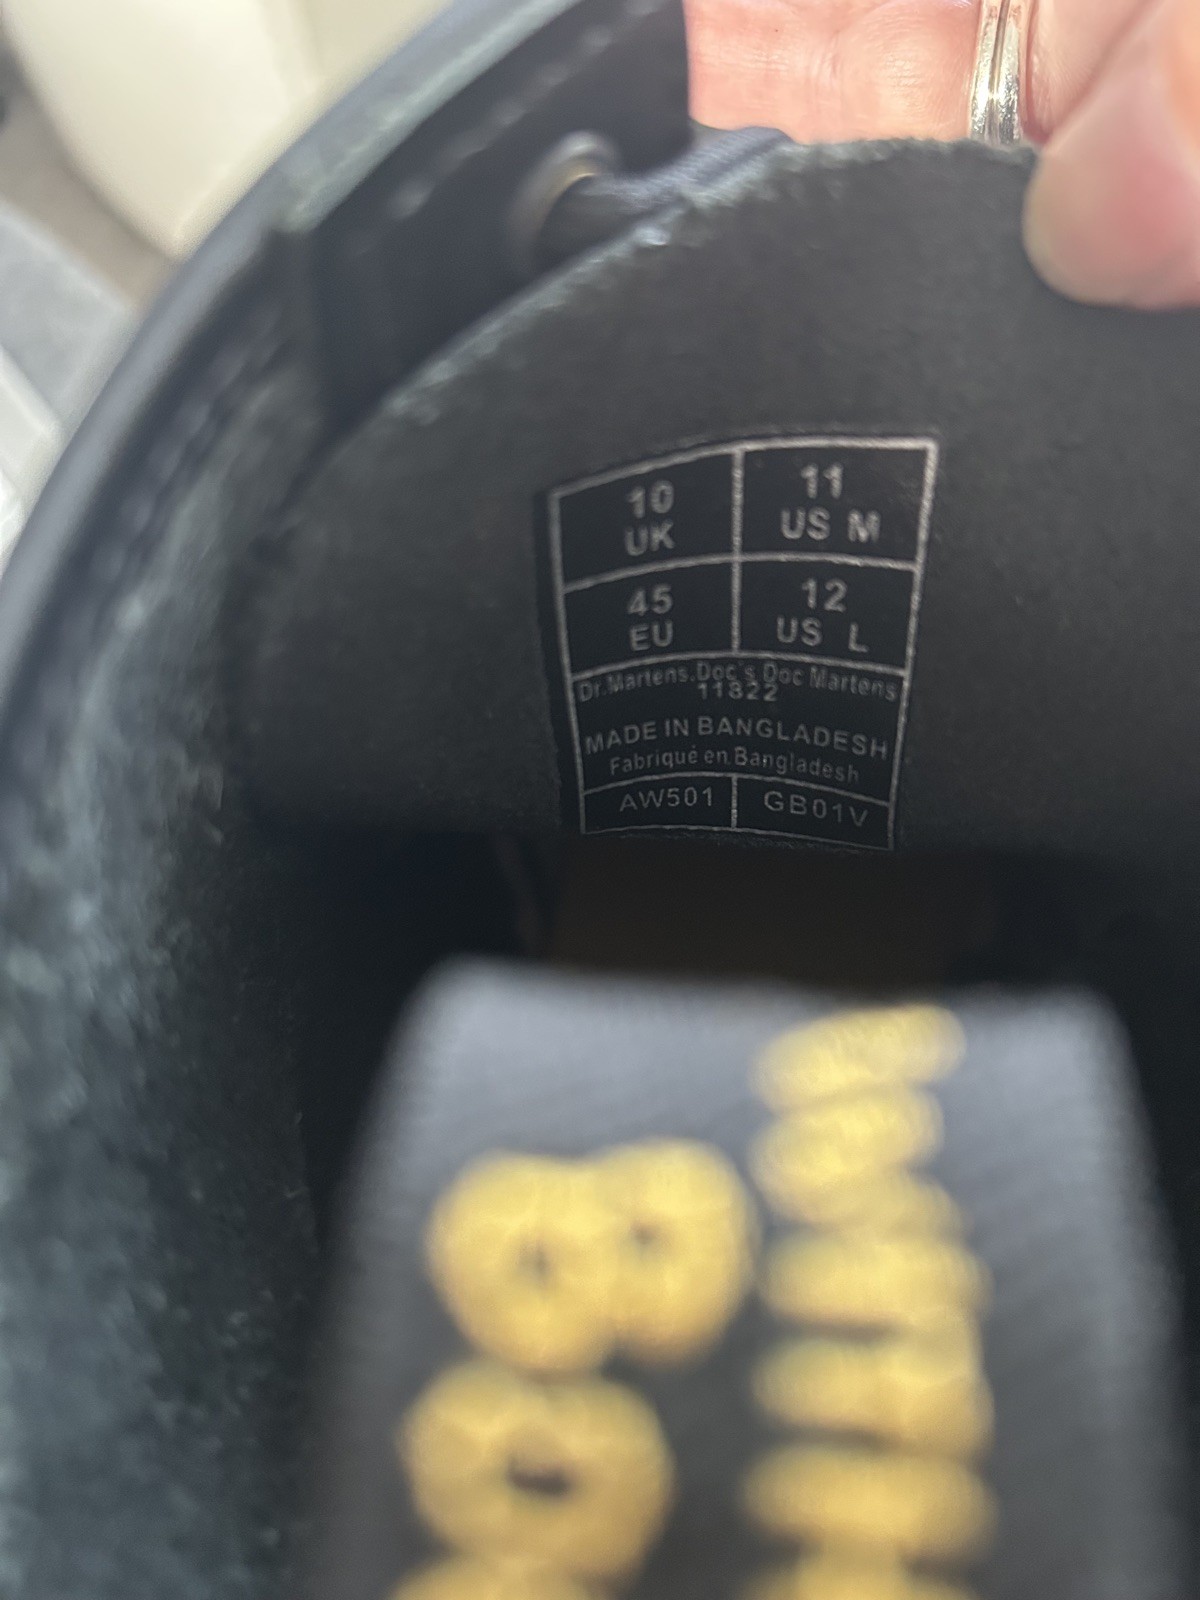 10
UK
11
US M
45
EU
12
US L
Dr.Martens.Doc's Doc Martens
11822
MADE IN BANGLADESH
Fabriqué en Bangladesh
AW501
GB01V